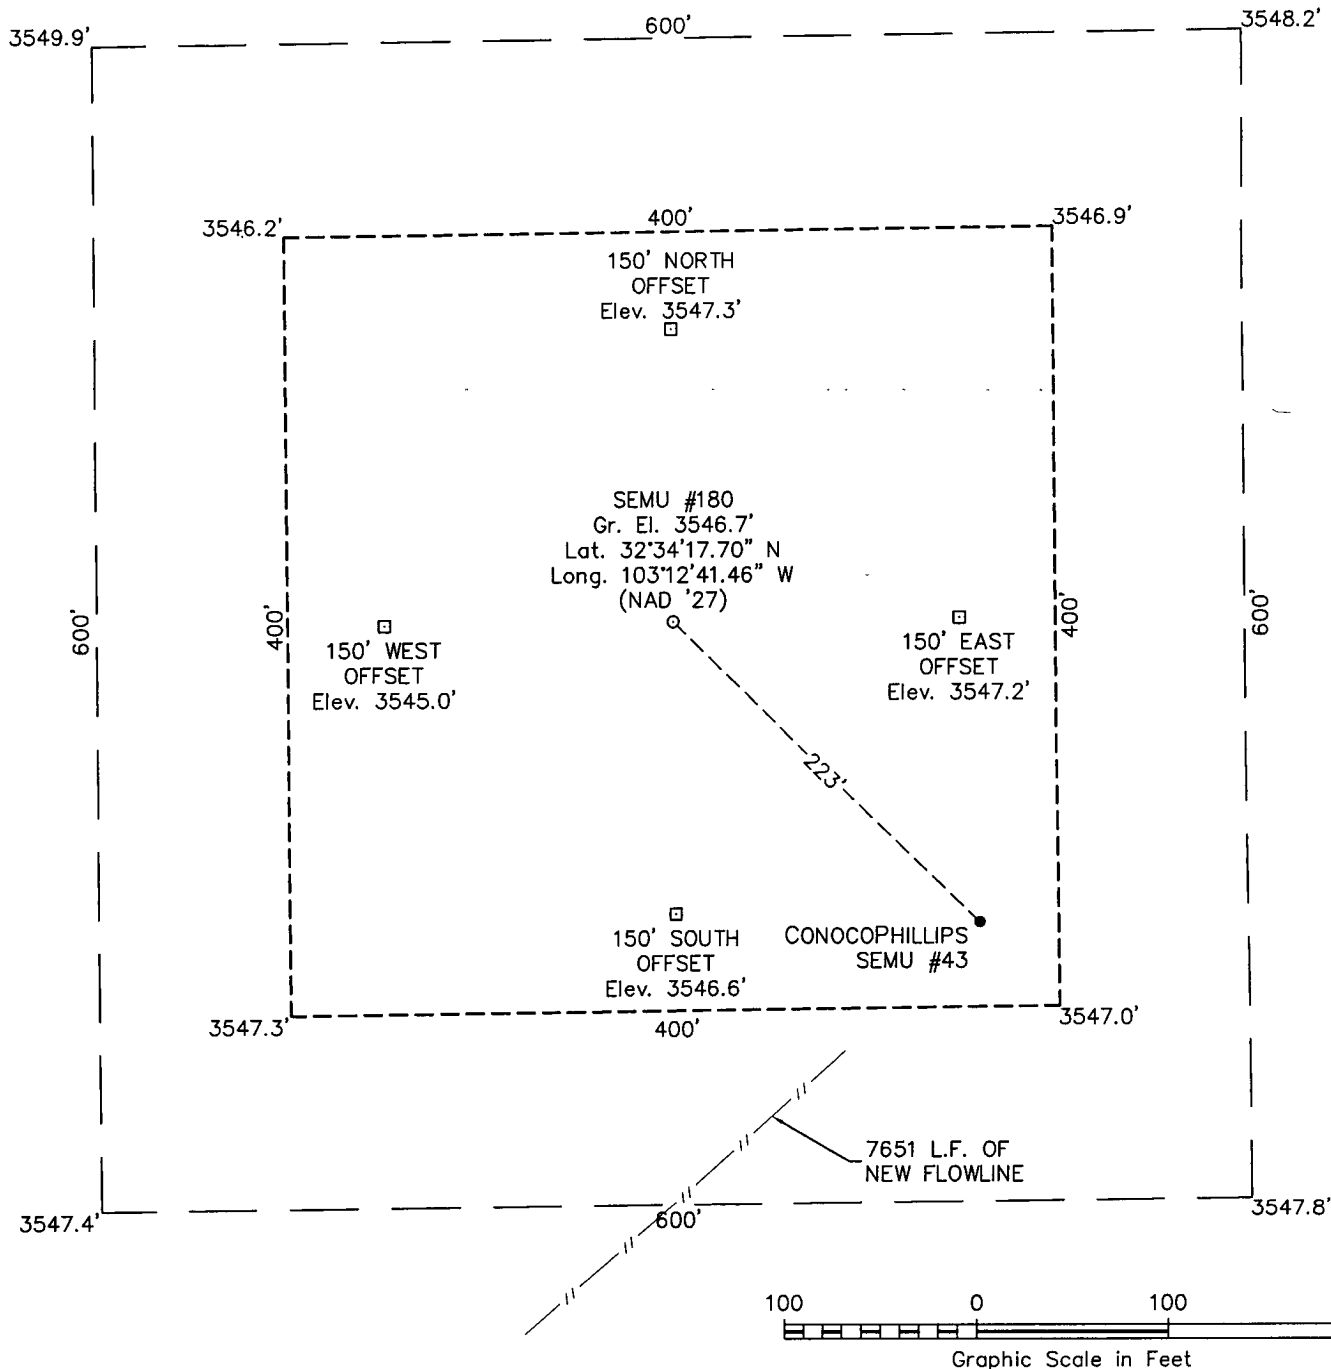 3549.9'
600'
3548.2'
3546.2'
400'
3546.9'
150' NORTH
OFFSET
Elev. 3547.3'
SEMU #180
Gr. El. 3546.7'
Lat. 32°34'17.70" N
Long. 103°12'41.46" W
(NAD '27)
600'
400'
150' WEST
OFFSET
Elev. 3545.0'
150' EAST
OFFSET
Elev. 3547.2'
400'
600'
223'
150' SOUTH
OFFSET
Elev. 3546.6'
CONOCOPHILLIPS
SEMU #43
3547.3'
400'
3547.0'
7651 L.F. OF
NEW FLOWLINE
3547.4'
600'
3547.8'
100 0 100
Graphic Scale in Feet